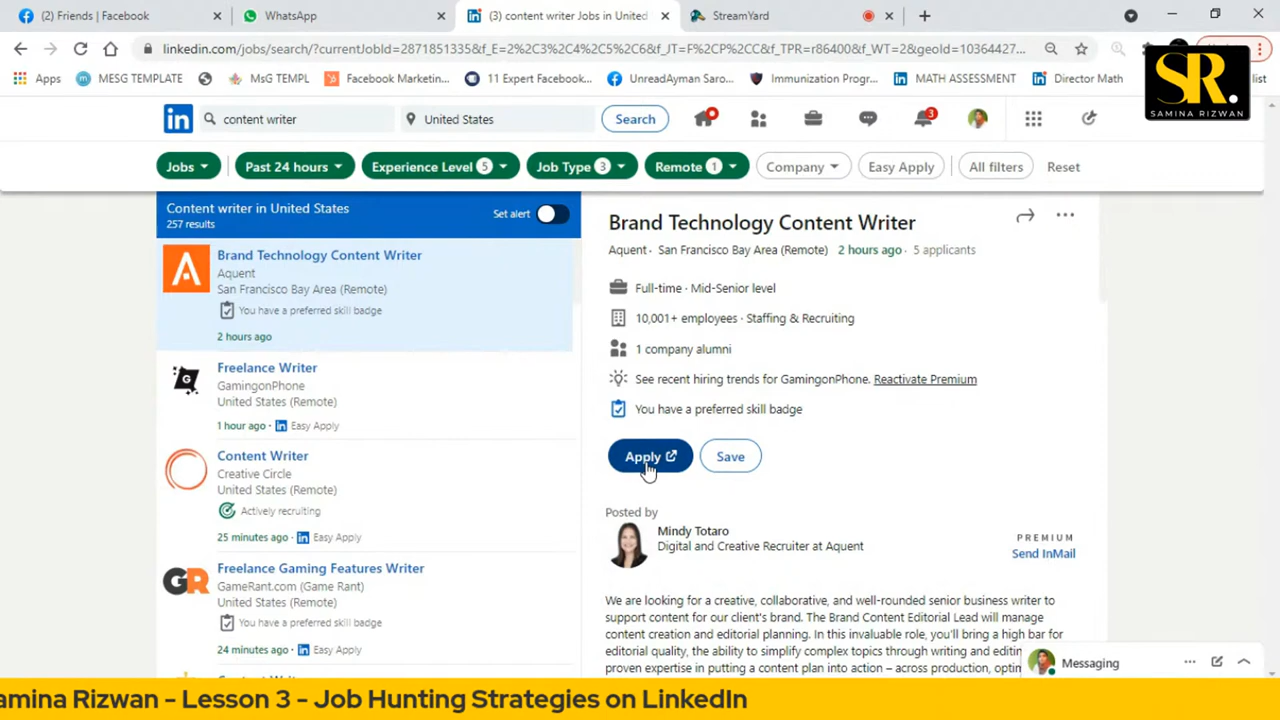 (2) Friends | Facebook
WhatsApp
(3) content writer Jobs in United
StreamYard
linkedin.com/jobs/search/?currentJobId=2871851335&f_E=2%2C3%2C4%2C5%2C6&f_JT=F%2CP%2CC&f_TPR=r86400&f_WT=2&geoId=10364427...
Apps
MESG TEMPLATE
MsG TEMPL
Facebook Marketin...
11 Expert Facebook...
UnreadAyman Saro...
Immunization Progr...
MATH ASSESSMENT
Director Math
list
SR.
SAMINA RIZWAN
in
content writer
United States
Search
3
Jobs
Past 24 hours
Experience Level 5
Job Type 3
Remote 1
Company
Easy Apply
All filters
Reset
Content writer in United States
257 results
Set alert
Brand Technology Content Writer
Aquent
San Francisco Bay Area (Remote)
You have a preferred skill badge
2 hours ago
Freelance Writer
GamingonPhone
United States (Remote)
1 hour ago · in Easy Apply
Content Writer
Creative Circle
United States (Remote)
Actively recruiting
25 minutes ago · in Easy Apply
GR
Freelance Gaming Features Writer
GameRant.com (Game Rant)
United States (Remote)
You have a preferred skill badge
24 minutes ago · in Easy Apply
Brand Technology Content Writer
Aquent · San Francisco Bay Area (Remote) 2 hours ago 5 applicants
Full-time · Mid-Senior level
10,001+ employees · Staffing & Recruiting
1 company alumni
See recent hiring trends for GamingonPhone. Reactivate Premium
You have a preferred skill badge
Apply
Save
Posted by
Mindy Totaro
Digital and Creative Recruiter at Aquent
PREMIUM
Send InMail
We are looking for a creative, collaborative, and well-rounded senior business writer to
support content for our client's brand. The Brand Content Editorial Lead will manage
content creation and editorial planning. In this invaluable role, you'll bring a high bar for
editorial quality, the ability to simplify complex topics through writing and
proven expertise in putting a content plan into action – across production,
Messaging
amina Rizwan - Lesson 3 - Job Hunting Strategies on LinkedIn